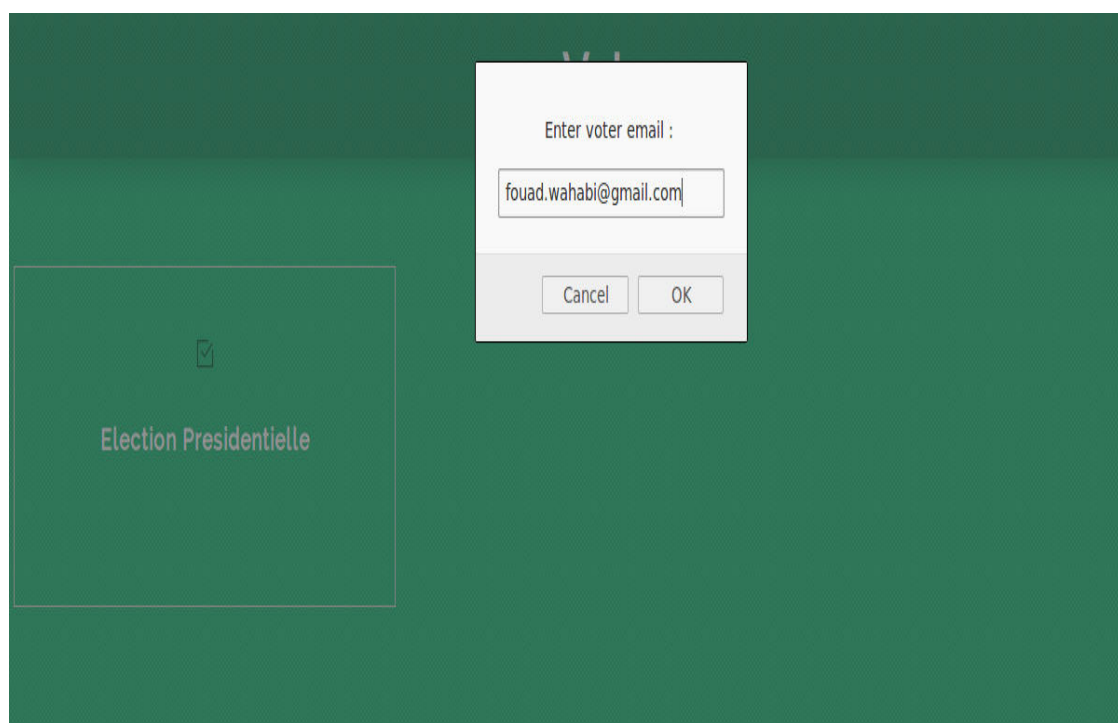 Enter voter email :
fouad.wahabi@gmail.com
Cancel
OK
Election Presidentielle